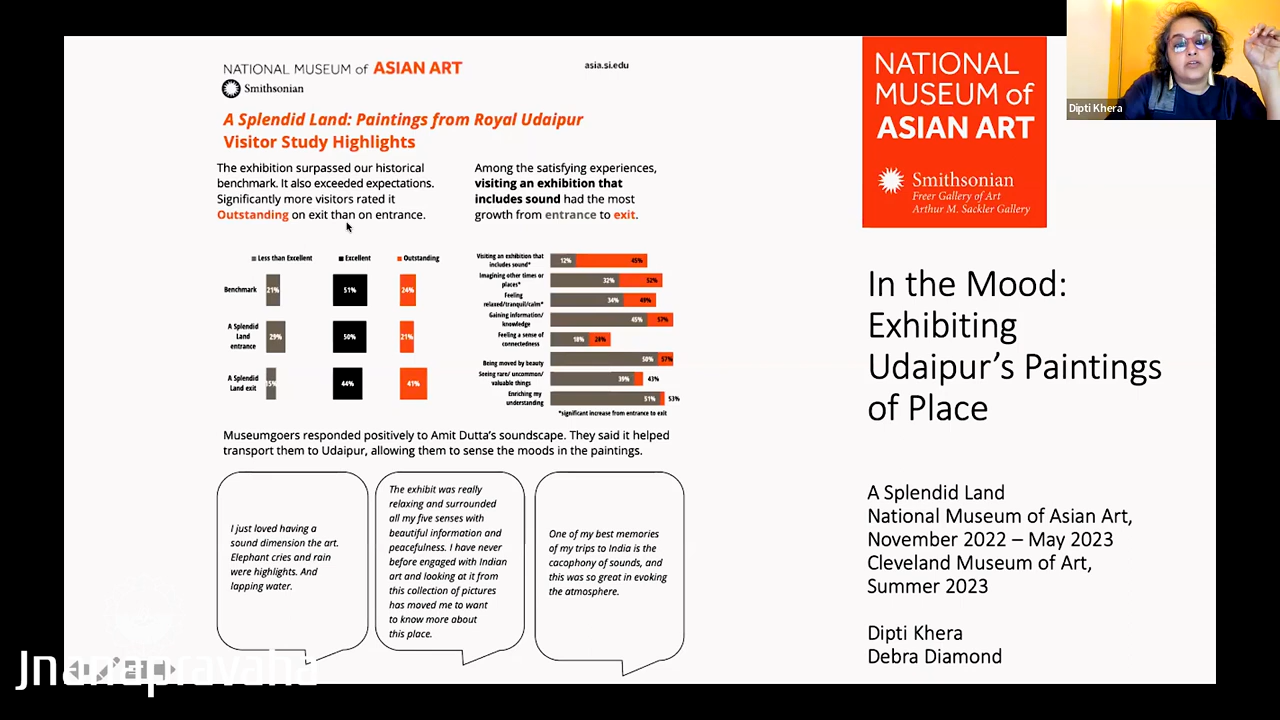 NATIONAL MUSEUM of ASIAN ART
Smithsonian
asia.si.edu
A Splendid Land: Paintings from Royal Udaipur
Visitor Study Highlights
The exhibition surpassed our historical
benchmark. It also exceeded expectations.
Significantly more visitors rated it
Outstanding on exit than on entrance.
Among the satisfying experiences,
visiting an exhibition that
includes sound had the most
growth from entrance to exit.
Less than Excellent
Excellent
Outstanding
Benchmark
21%
51%
24%
A Splendid
Land
entrance
29%
50%
21%
A Splendid
Land exit
15%
44%
41%
Visiting an exhibition that
includes sound*
12%
45%
Imagining other times or
places*
32%
52%
Feeling
relaxed/tranquil/calm*
34%
49%
Gaining information/
knowledge
45%
57%
Feeling a sense of
connectedness
18%
28%
Being moved by beauty
50%
57%
Seeing rare/ uncommon/
valuable things
39%
43%
Enriching my
understanding
51%
53%
*significant increase from entrance to exit
Museumgoers responded positively to Amit Dutta's soundscape. They said it helped
transport them to Udaipur, allowing them to sense the moods in the paintings.
I just loved having a
sound dimension the art.
Elephant cries and rain
were highlights. And
lapping water.
The exhibit was really
relaxing and surrounded
all my five senses with
beautiful information and
peacefulness. I have never
before engaged with Indian
art and looking at it from
this collection of pictures
has moved me to want
to know more about
this place.
One of my best memories
of my trips to India is the
cacophony of sounds, and
this was so great in evoking
the atmosphere.
NATIONAL
MUSEUM of
ASIAN ART
Smithsonian
Freer Gallery of Art
Arthur M. Sackler Gallery
In the Mood:
Exhibiting
Udaipur's Paintings
of Place
A Splendid Land
National Museum of Asian Art,
November 2022 – May 2023
Cleveland Museum of Art,
Summer 2023
Dipti Khera
Debra Diamond
Dipti Khera
Jnanapravaha